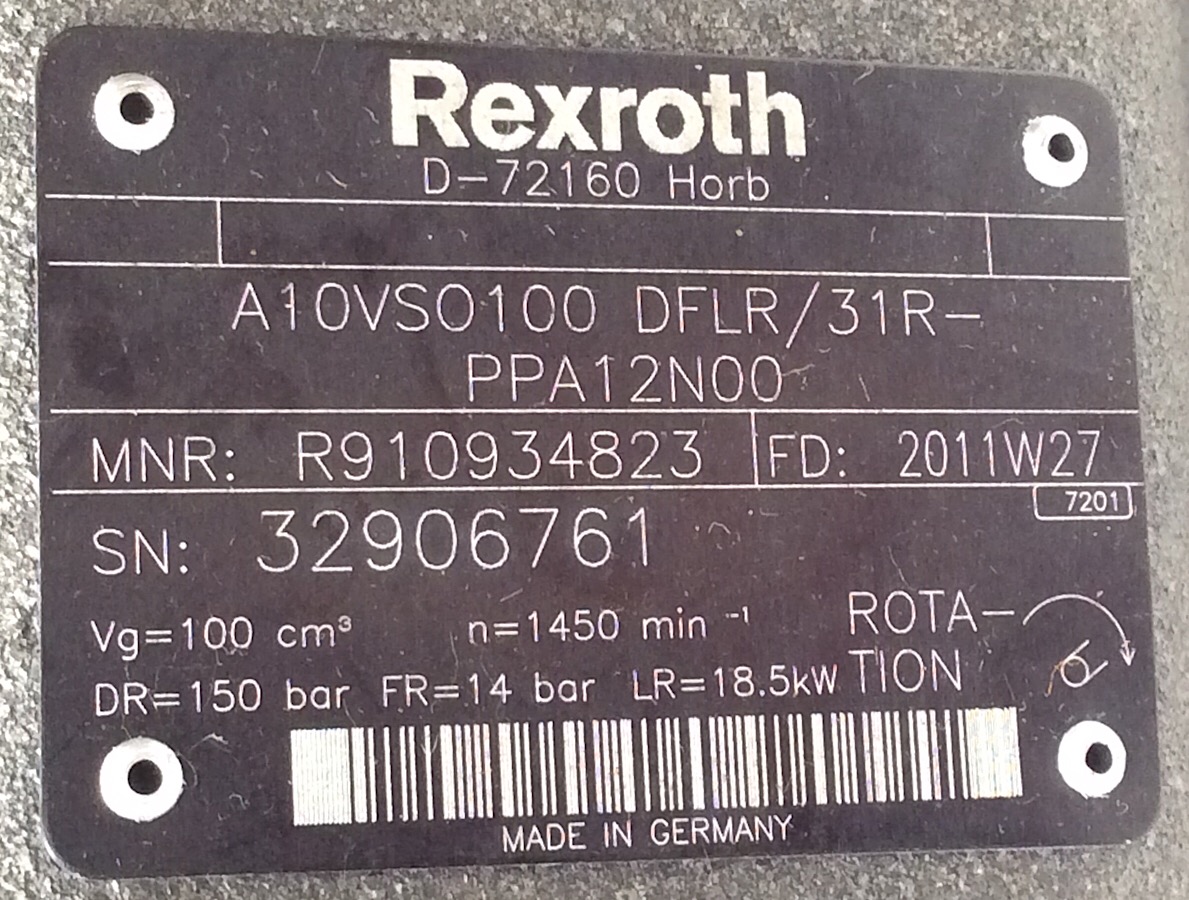 Rexroth
D-72160 Horb
A10VSO100 DFLR/31R-
PPA12N00
MNR: R910934823 FD: 2011W27
7201
SN: 32906761
Vg=100 cm³ n=1450 min ⁻¹
ROTA-
TION
DR=150 bar FR=14 bar LR=18.5kW
MADE IN GERMANY